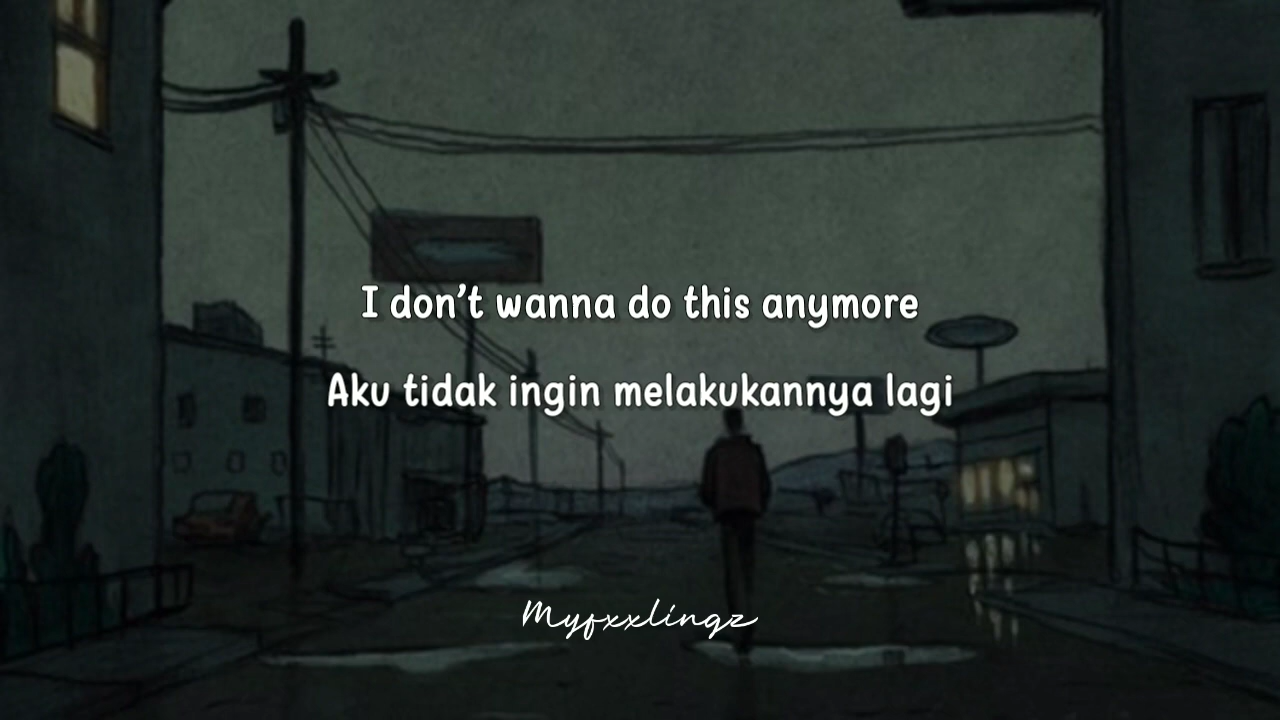 I don’t wanna do this anymore
Aku tidak ingin melakukannya lagi
Myfxxlingz